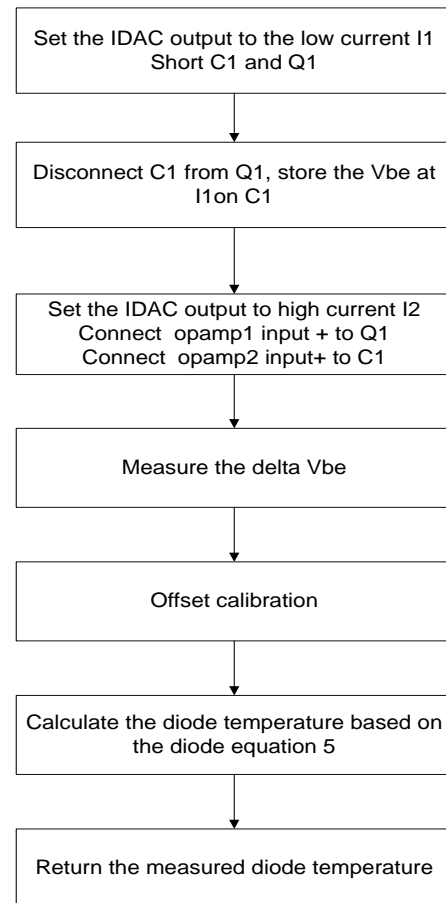 Set the IDAC output to the low current I1
Short C1 and Q1
Disconnect C1 from Q1, store the Vbe at
I1on C1
Set the IDAC output to high current I2
Connect opamp1 input + to Q1
Connect opamp2 input+ to C1
Measure the delta Vbe
Offset calibration
Calculate the diode temperature based on
the diode equation 5
Return the measured diode temperature